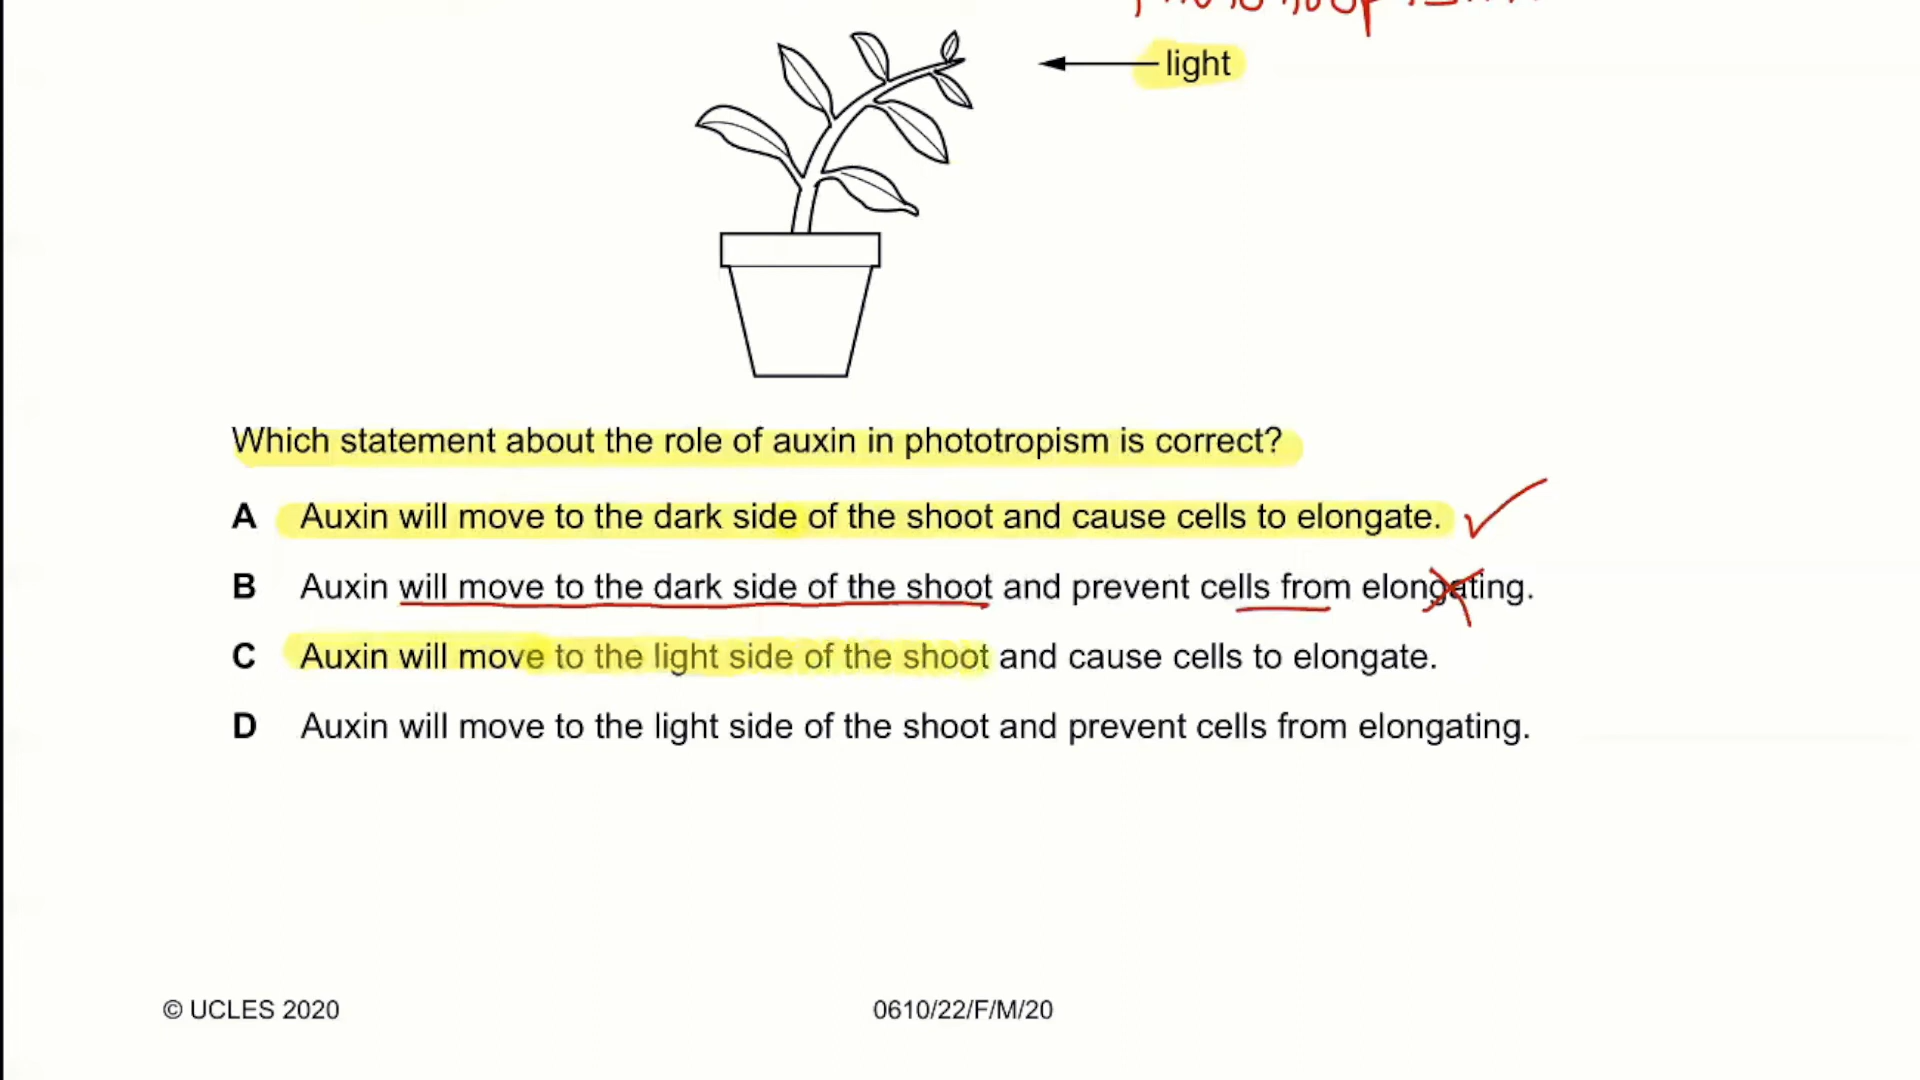 light
Which statement about the role of auxin in phototropism is correct?
A Auxin will move to the dark side of the shoot and cause cells to elongate.
B Auxin will move to the dark side of the shoot and prevent cells from elongating.
C Auxin will move to the light side of the shoot and cause cells to elongate.
D Auxin will move to the light side of the shoot and prevent cells from elongating.
© UCLES 2020 0610/22/F/M/20